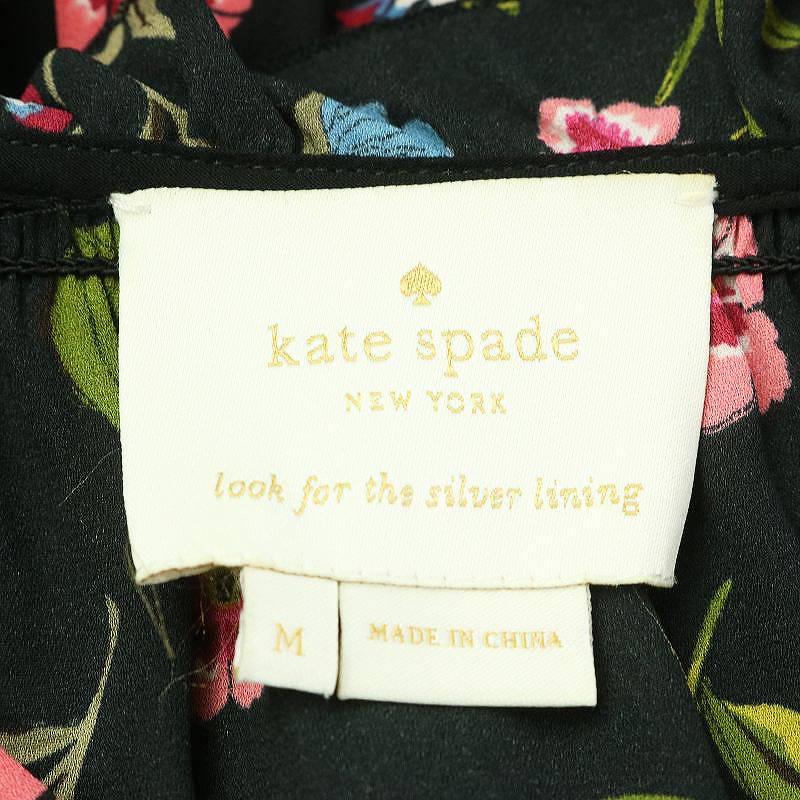 kate spade
NEW YORK
look for the silver lining
M
MADE IN CHINA